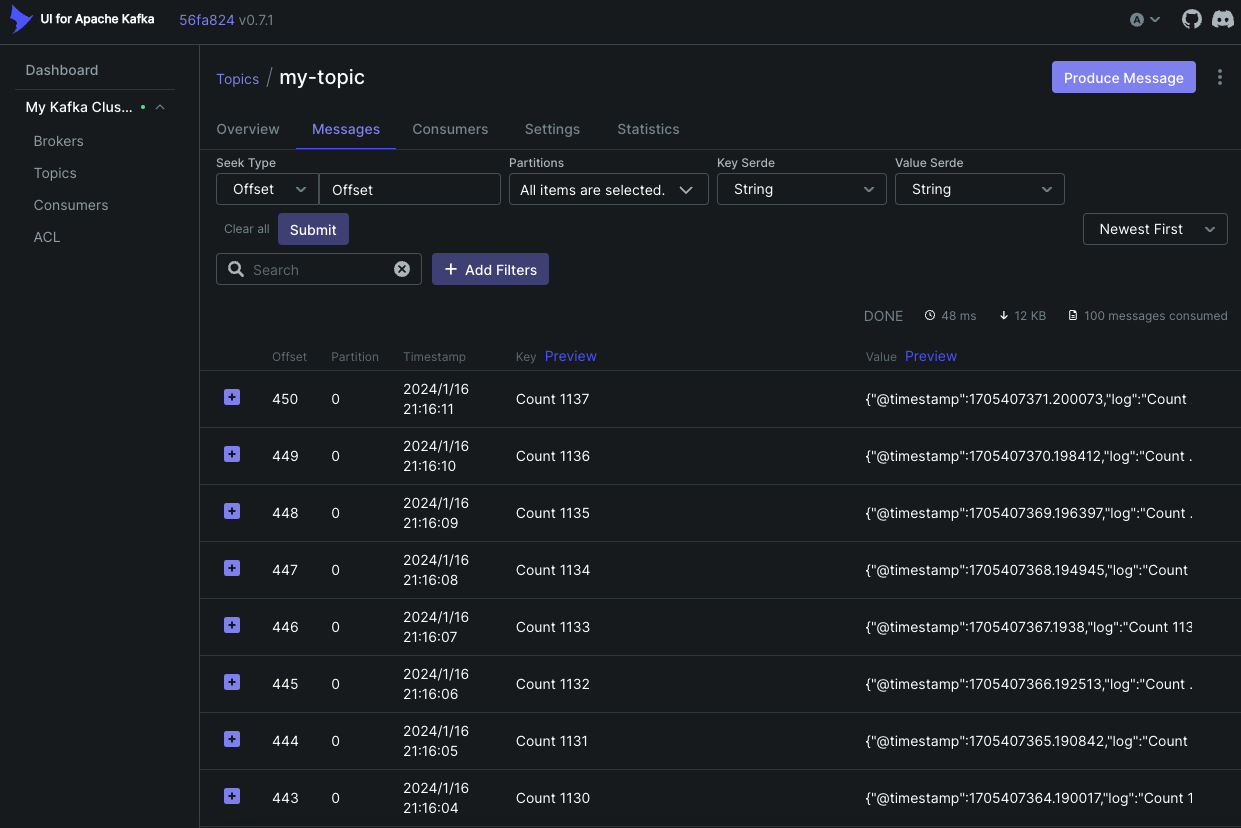 UI for Apache Kafka 56fa824 v0.7.1 A
Dashboard
My Kafka Clus...
Brokers
Topics
Consumers
ACL
Topics / my-topic Produce Message
Overview Messages Consumers Settings Statistics
Seek Type Partitions Key Serde Value Serde
Offset Offset All items are selected. String String
Clear all Submit Newest First
Search Add Filters
DONE 48 ms 12 KB 100 messages consumed
Offset Partition Timestamp Key Preview Value Preview
450 0 2024/1/16 21:16:11 Count 1137 {"@timestamp":1705407371.200073,"log":"Count
449 0 2024/1/16 21:16:10 Count 1136 {"@timestamp":1705407370.198412,"log":"Count .
448 0 2024/1/16 21:16:09 Count 1135 {"@timestamp":1705407369.196397,"log":"Count .
447 0 2024/1/16 21:16:08 Count 1134 {"@timestamp":1705407368.194945,"log":"Count
446 0 2024/1/16 21:16:07 Count 1133 {"@timestamp":1705407367.1938,"log":"Count 113
445 0 2024/1/16 21:16:06 Count 1132 {"@timestamp":1705407366.192513,"log":"Count .
444 0 2024/1/16 21:16:05 Count 1131 {"@timestamp":1705407365.190842,"log":"Count
443 0 2024/1/16 21:16:04 Count 1130 {"@timestamp":1705407364.190017,"log":"Count 1